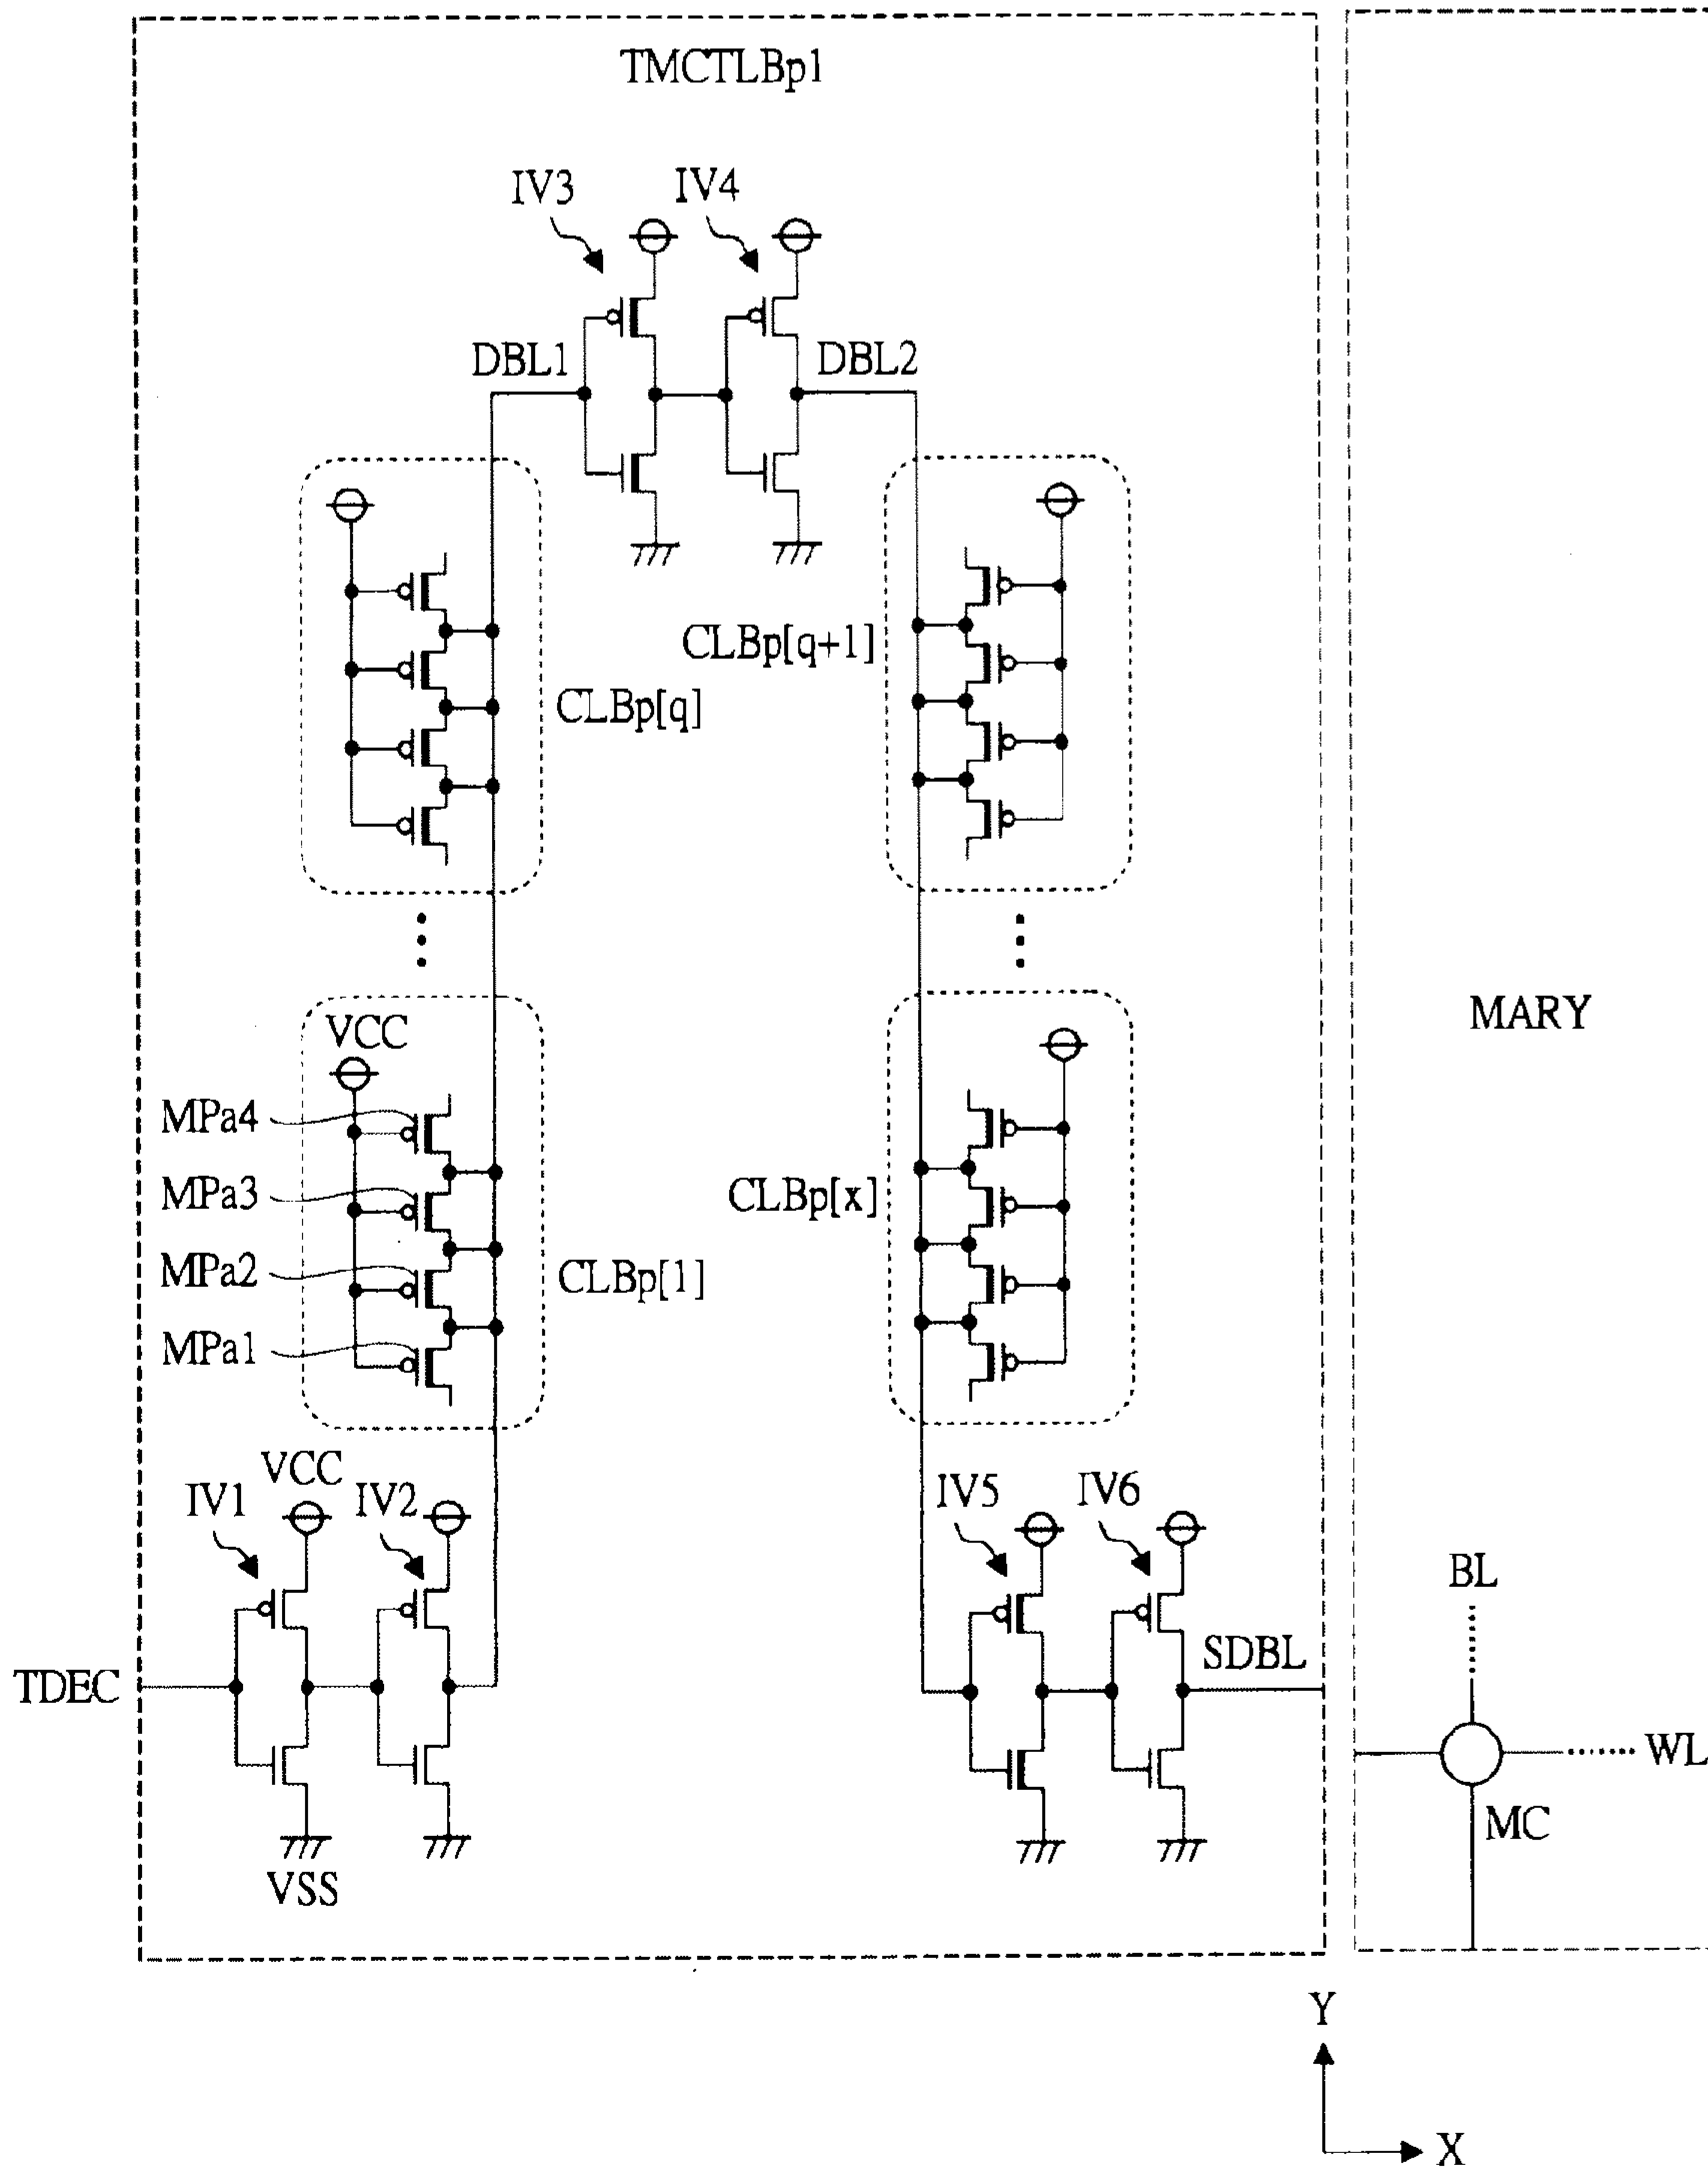 TMCTLBp1
IV3
IV4
DBL1
DBL2
CLBp[q+1]
CLBp[q]
MARY
VCC
MPa4
MPa3
CLBp[x]
MPa2
CLBp[1]
MPa1
VCC
IV1
IV2
IV5
IV6
BL
SDBL
TDEC
WL
MC
VSS
Y
X